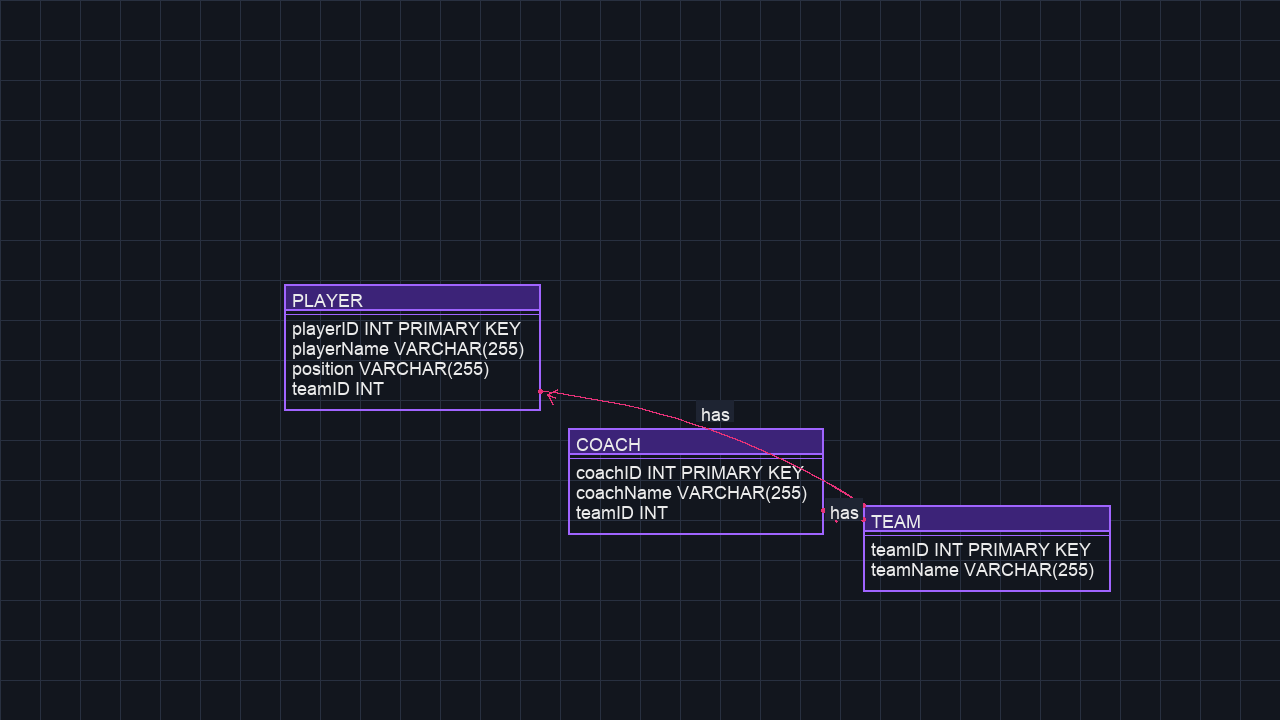 PLAYER
playerID INT PRIMARY KEY
playerName VARCHAR(255)
position VARCHAR(255)
teamID INT
has
COACH
coachID INT PRIMARY KEY
coachName VARCHAR(255)
teamID INT
has
TEAM
teamID INT PRIMARY KEY
teamName VARCHAR(255)